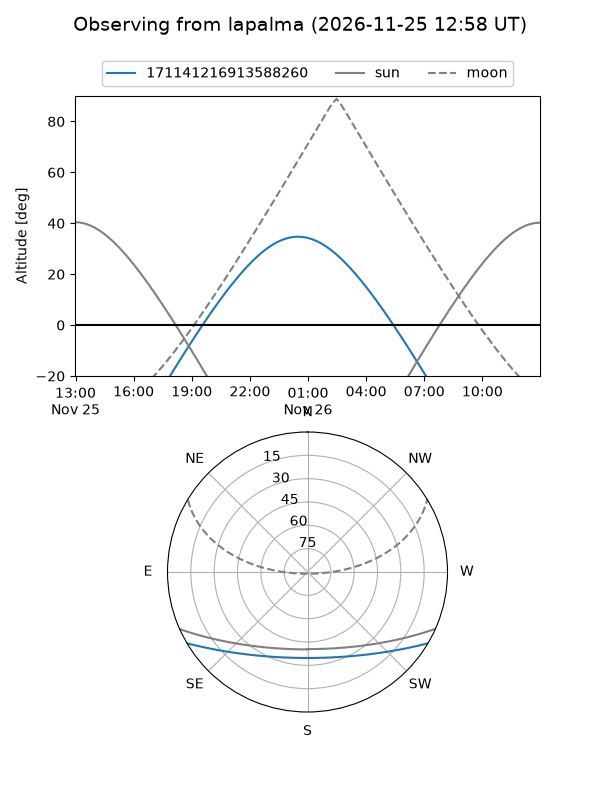 Observing from lapalma (2026-11-25 12:58 UT)
171141216913588260 sun moon
Altitude [deg]
80
60
40
20
0
−20
13:00 16:00 19:00 22:00 01:00 04:00 07:00 10:00
Nov 25 Nov 26
N
NE NW
15
30
45
60
75
E W
SE SW
S